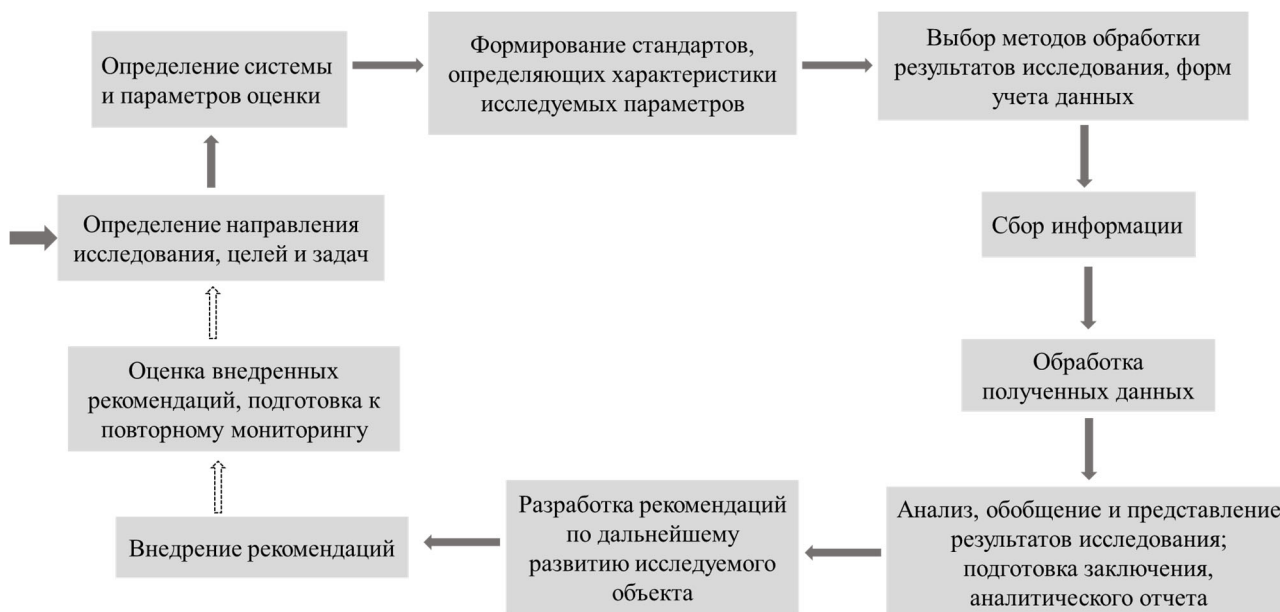 Определение системы
и параметров оценки
Формирование стандартов,
определяющих характеристики
исследуемых параметров
Выбор методов обработки
результатов исследования, форм
учета данных
Определение направления
исследования, целей и задач
Сбор информации
Оценка внедренных
рекомендаций, подготовка к
повторному мониторингу
Обработка
полученных данных
Внедрение рекомендаций
Разработка рекомендаций
по дальнейшему
развитию исследуемого
объекта
Анализ, обобщение и представление
результатов исследования;
подготовка заключения,
аналитического отчета